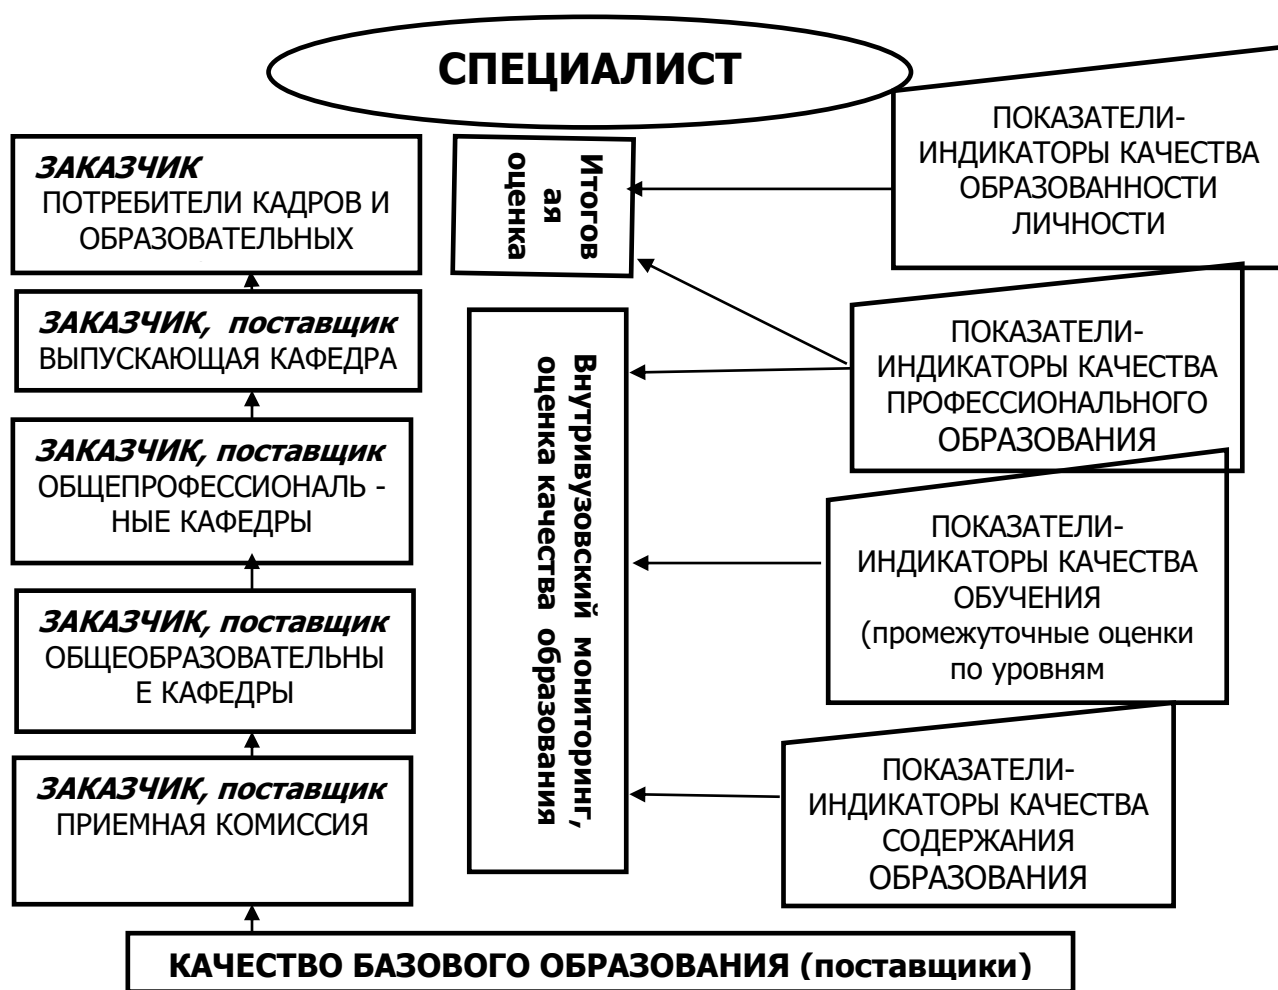 СПЕЦИАЛИСТ
ЗАКАЗЧИК
ПОТРЕБИТЕЛИ КАДРОВ И
ОБРАЗОВАТЕЛЬНЫХ
ЗАКАЗЧИК, поставщик
ВЫПУСКАЮЩАЯ КАФЕДРА
ЗАКАЗЧИК, поставщик
ОБЩЕПРОФЕССИОНАЛЬ -
НЫЕ КАФЕДРЫ
ЗАКАЗЧИК, поставщик
ОБЩЕОБРАЗОВАТЕЛЬНЫ
Е КАФЕДРЫ
ЗАКАЗЧИК, поставщик
ПРИЕМНАЯ КОМИССИЯ
Итогов
ая
оценка
Внутривузовский мониторинг,
оценка качества образования
ПОКАЗАТЕЛИ-
ИНДИКАТОРЫ КАЧЕСТВА
ОБРАЗОВАННОСТИ
ЛИЧНОСТИ
ПОКАЗАТЕЛИ-
ИНДИКАТОРЫ КАЧЕСТВА
ПРОФЕССИОНАЛЬНОГО
ОБРАЗОВАНИЯ
ПОКАЗАТЕЛИ-
ИНДИКАТОРЫ КАЧЕСТВА
ОБУЧЕНИЯ
(промежуточные оценки
по уровням
ПОКАЗАТЕЛИ-
ИНДИКАТОРЫ КАЧЕСТВА
СОДЕРЖАНИЯ
ОБРАЗОВАНИЯ
КАЧЕСТВО БАЗОВОГО ОБРАЗОВАНИЯ (поставщики)